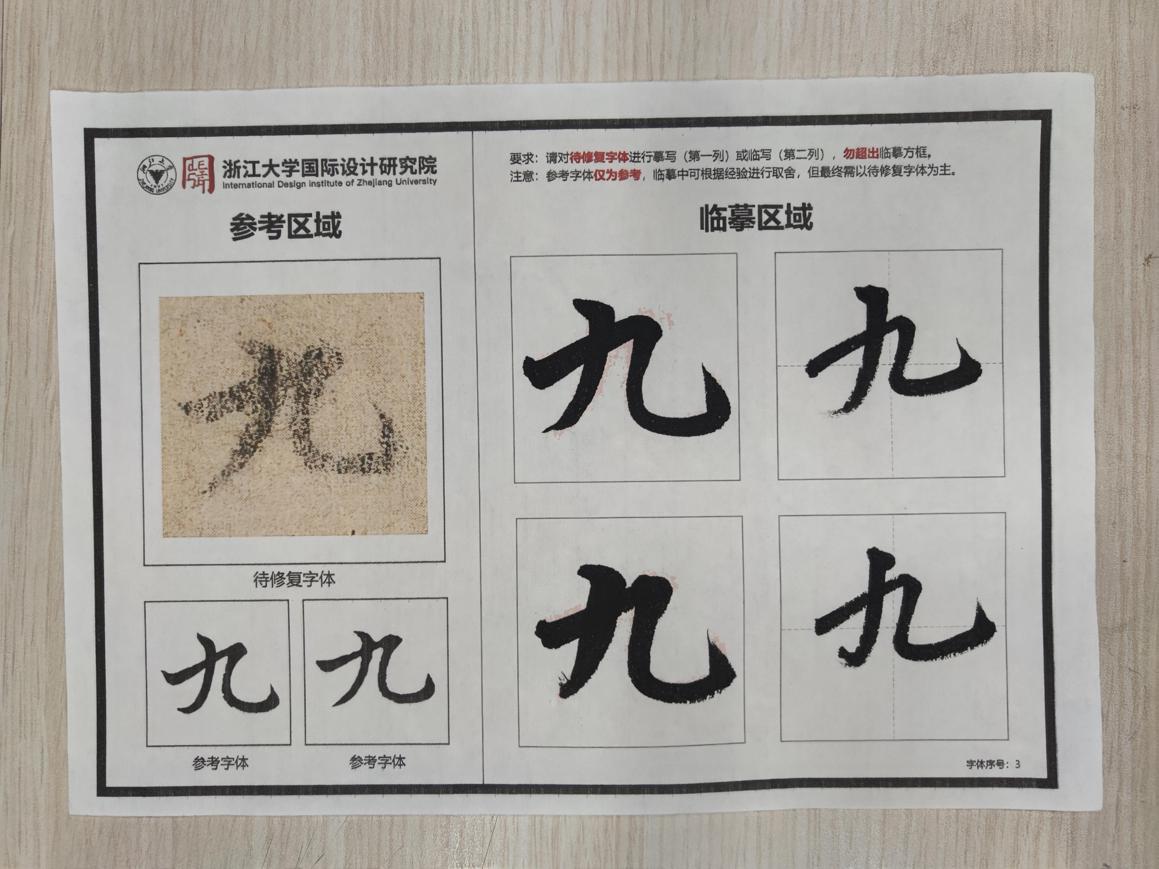 浙江大学国际设计研究院
International Design Institute of Zhejiang University
参考区域
九
待修复字体
九 九
参考字体 参考字体
要求：请对待修复字体进行摹写（第一列）或临写（第二列），勿超出临摹方框。
注意：参考字体仅为参考，临摹中可根据经验进行取舍，但最终需以待修复字体为主。
临摹区域
九 九
九 九
字体序号：3